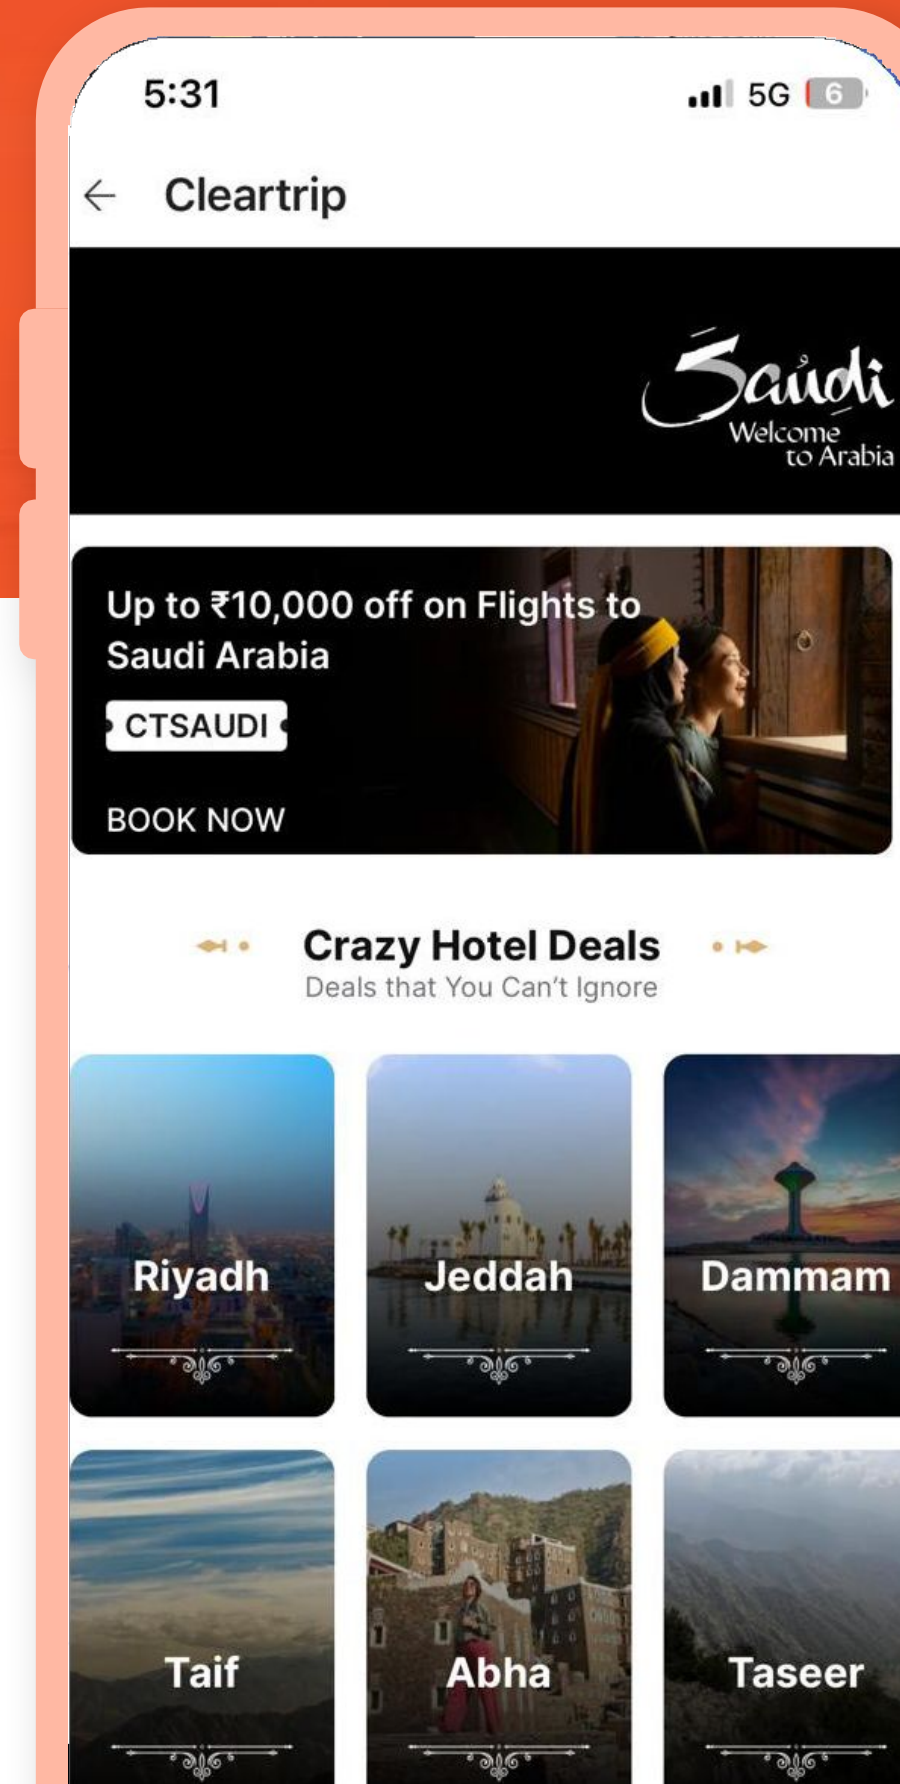 5:31
5G 6
Cleartrip
Saudi
Welcome
to Arabia
Up to ₹10,000 off on Flights to
Saudi Arabia
CTSAUDI
BOOK NOW
Crazy Hotel Deals
Deals that You Can't Ignore
Riyadh
Jeddah
Dammam
Taif
Abha
Taseer